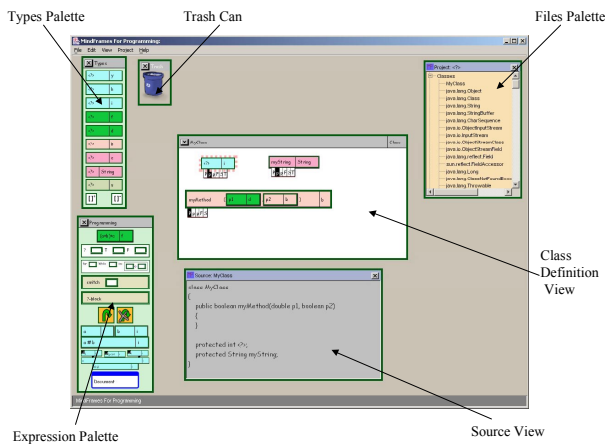 Types Palette
Trash Can
Files Palette
MindFrames For Programming:
File Edit View Project Help
Types
<?> y
<?> h
<?> i
<?> f
<?> d
<?> b
<?> c
<?> String
<?>
[]
Project: <?>
Classes
MyClass
java.lang.Object
java.lang.Class
java.lang.String
java.lang.StringBuffer
java.lang.CharSequence
java.io.ObjectInputStream
java.io.InputStream
java.io.ObjectStreamClass
java.io.ObjectStreamField
java.lang.reflect.Field
sun.reflect.FieldAccessor
java.lang.Long
java.lang.Throwable
MyClass
Class
<?> i
myString String
myMethod ( p1 d p2 b ) b
Programming
switch
?-block
Document
Source: MyClass
class MyClass
{
public boolean myMethod(double p1, boolean p2)
{
}
protected int <?>;
protected String myString;
}
Class
Definition
View
MindFrames For Programming
Expression Palette
Source View